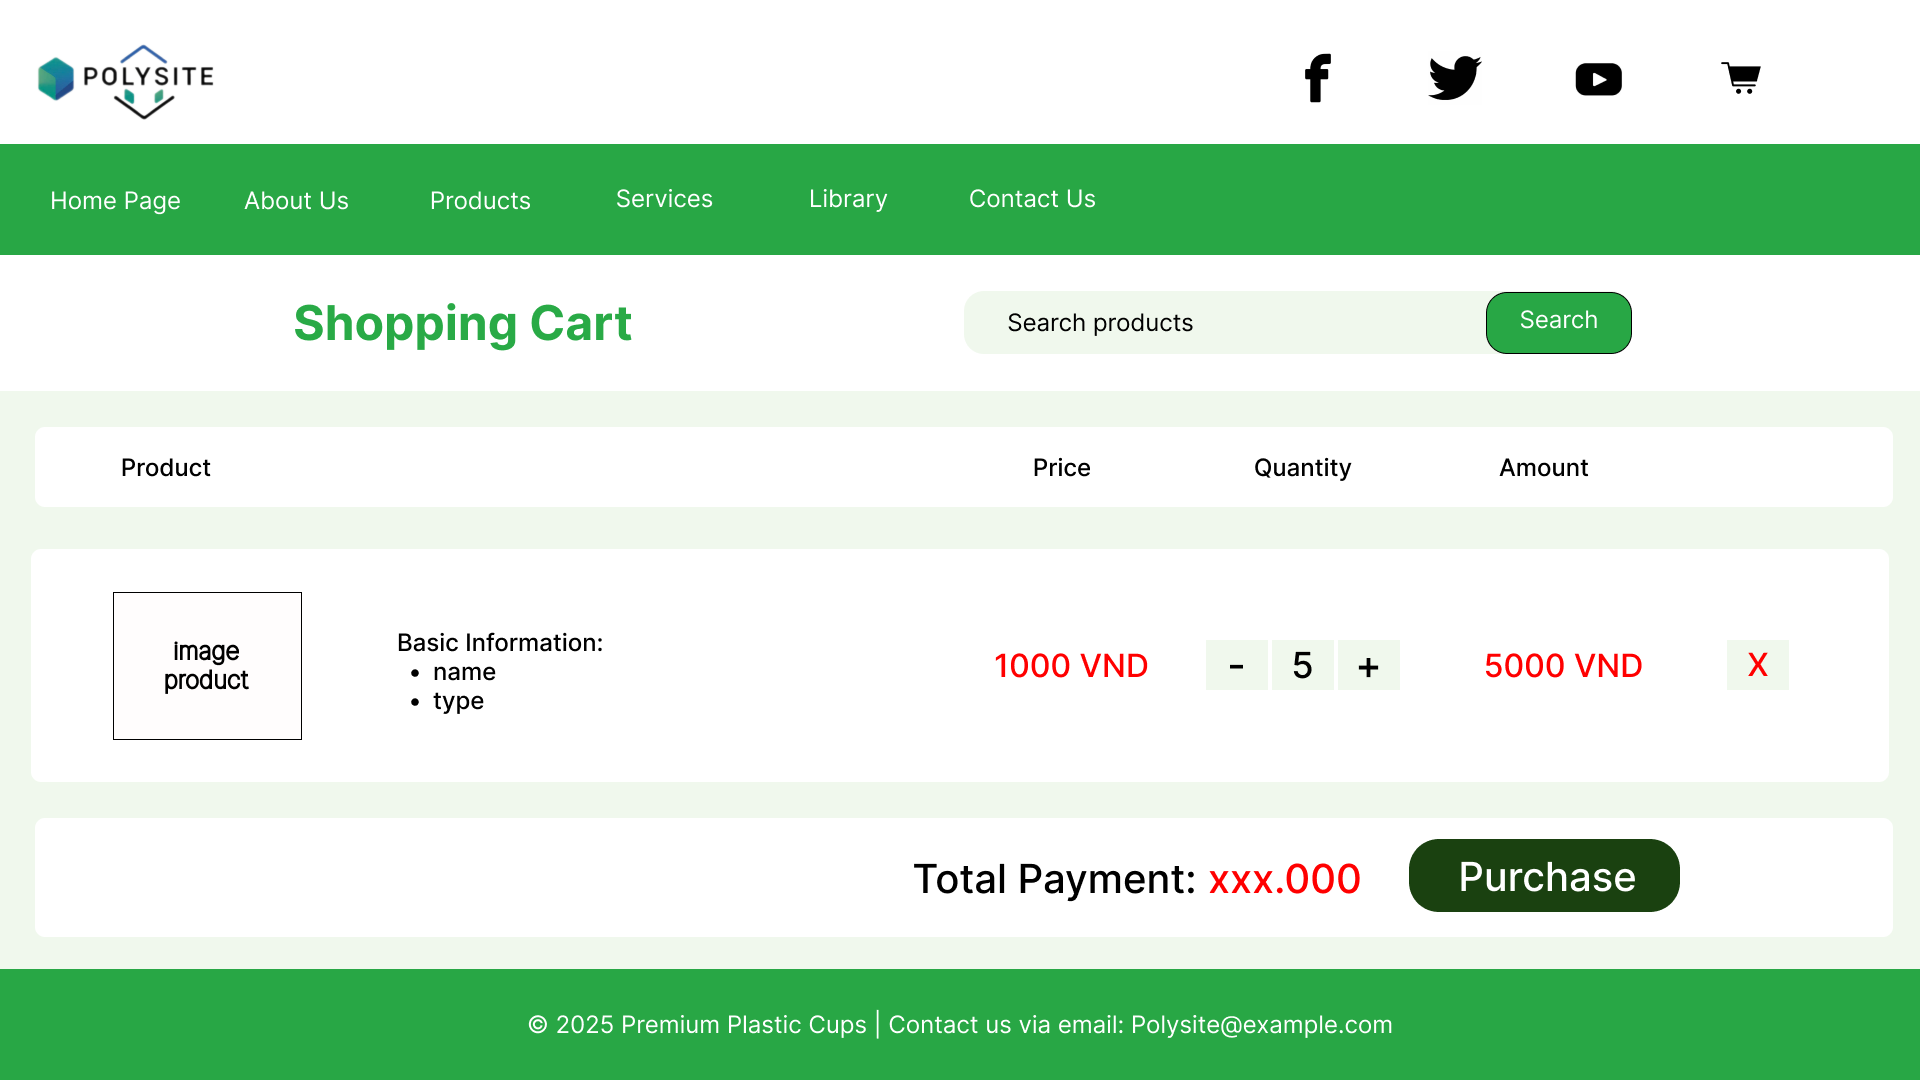 POLYSITE
Home Page About Us Products Services Library Contact Us
Shopping Cart
Search products Search
Product Price Quantity Amount
image
product
Basic Information:
• name
• type
1000 VND - 5 + 5000 VND X
Total Payment: xxx.000 Purchase
© 2025 Premium Plastic Cups | Contact us via email: Polysite@example.com